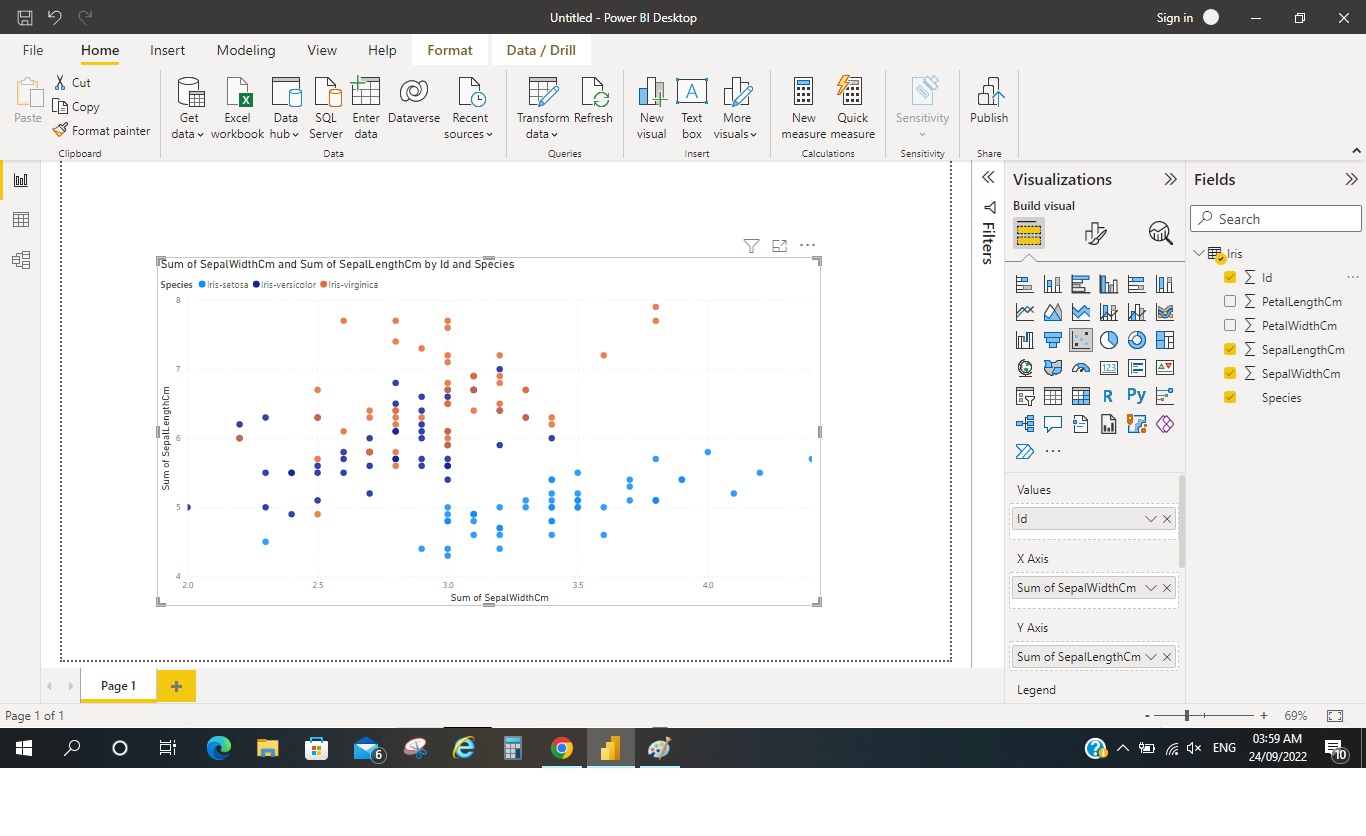 Untitled - Power BI Desktop
Sign in
File Home Insert Modeling View Help Format Data / Drill
Paste
Cut
Copy
Format painter
Clipboard
Get data
Excel workbook
Data hub
SQL Server
Enter data
Dataverse
Recent sources
Data
Transform data
Refresh
Queries
New visual
Text box
More visuals
Insert
New measure
Quick measure
Calculations
Sensitivity
Sensitivity
Publish
Share
Sum of SepalWidthCm and Sum of SepalLengthCm by Id and Species
Species Iris-setosa Iris-versicolor Iris-virginica
Sum of SepalLengthCm
8
7
6
5
4
2.0 2.5 3.0 3.5 4.0
Sum of SepalWidthCm
Filters
Visualizations
Build visual
123
R Py
Values
Id
X Axis
Sum of SepalWidthCm
Y Axis
Sum of SepalLengthCm
Legend
Fields
Search
Iris
Id
PetalLengthCm
PetalWidthCm
SepalLengthCm
SepalWidthCm
Species
Page 1
Page 1 of 1
69%
6
ENG
03:59 AM
24/09/2022
10